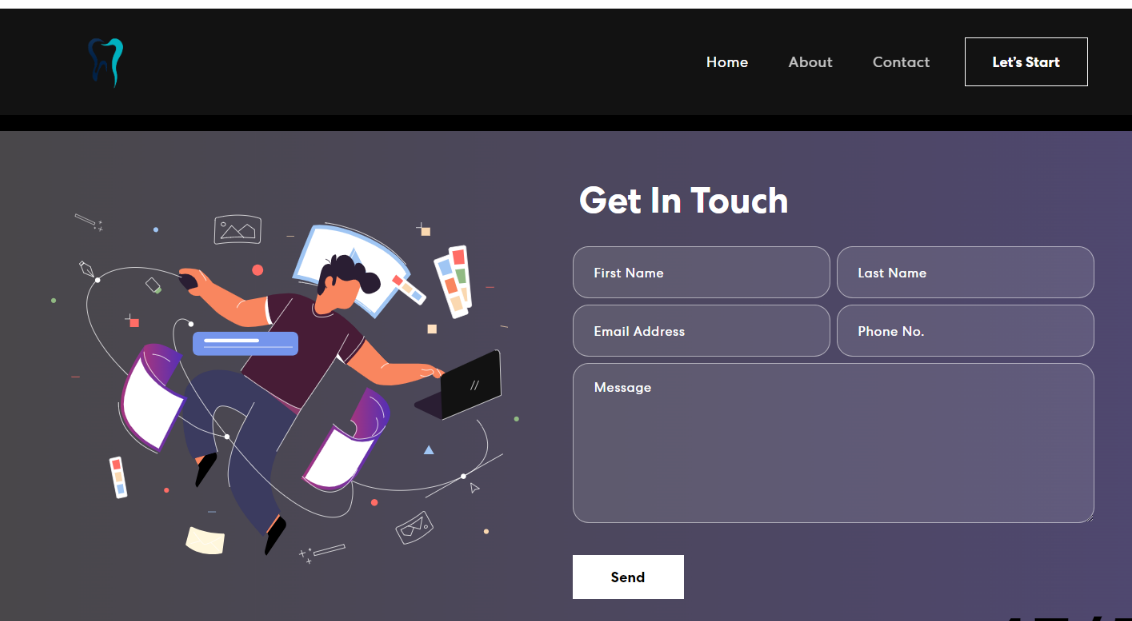 Home About Contact Let's Start
Get In Touch
First Name Last Name
Email Address Phone No.
Message
Send
//